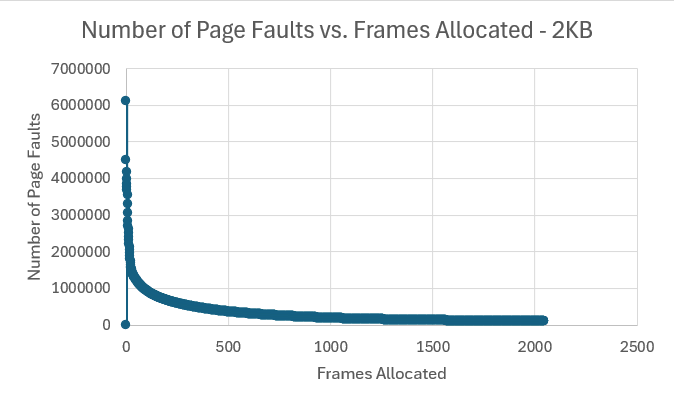 Number of Page Faults vs. Frames Allocated - 2KB
Number of Page Faults
7000000
6000000
5000000
4000000
3000000
2000000
1000000
0
0 500 1000 1500 2000 2500
Frames Allocated